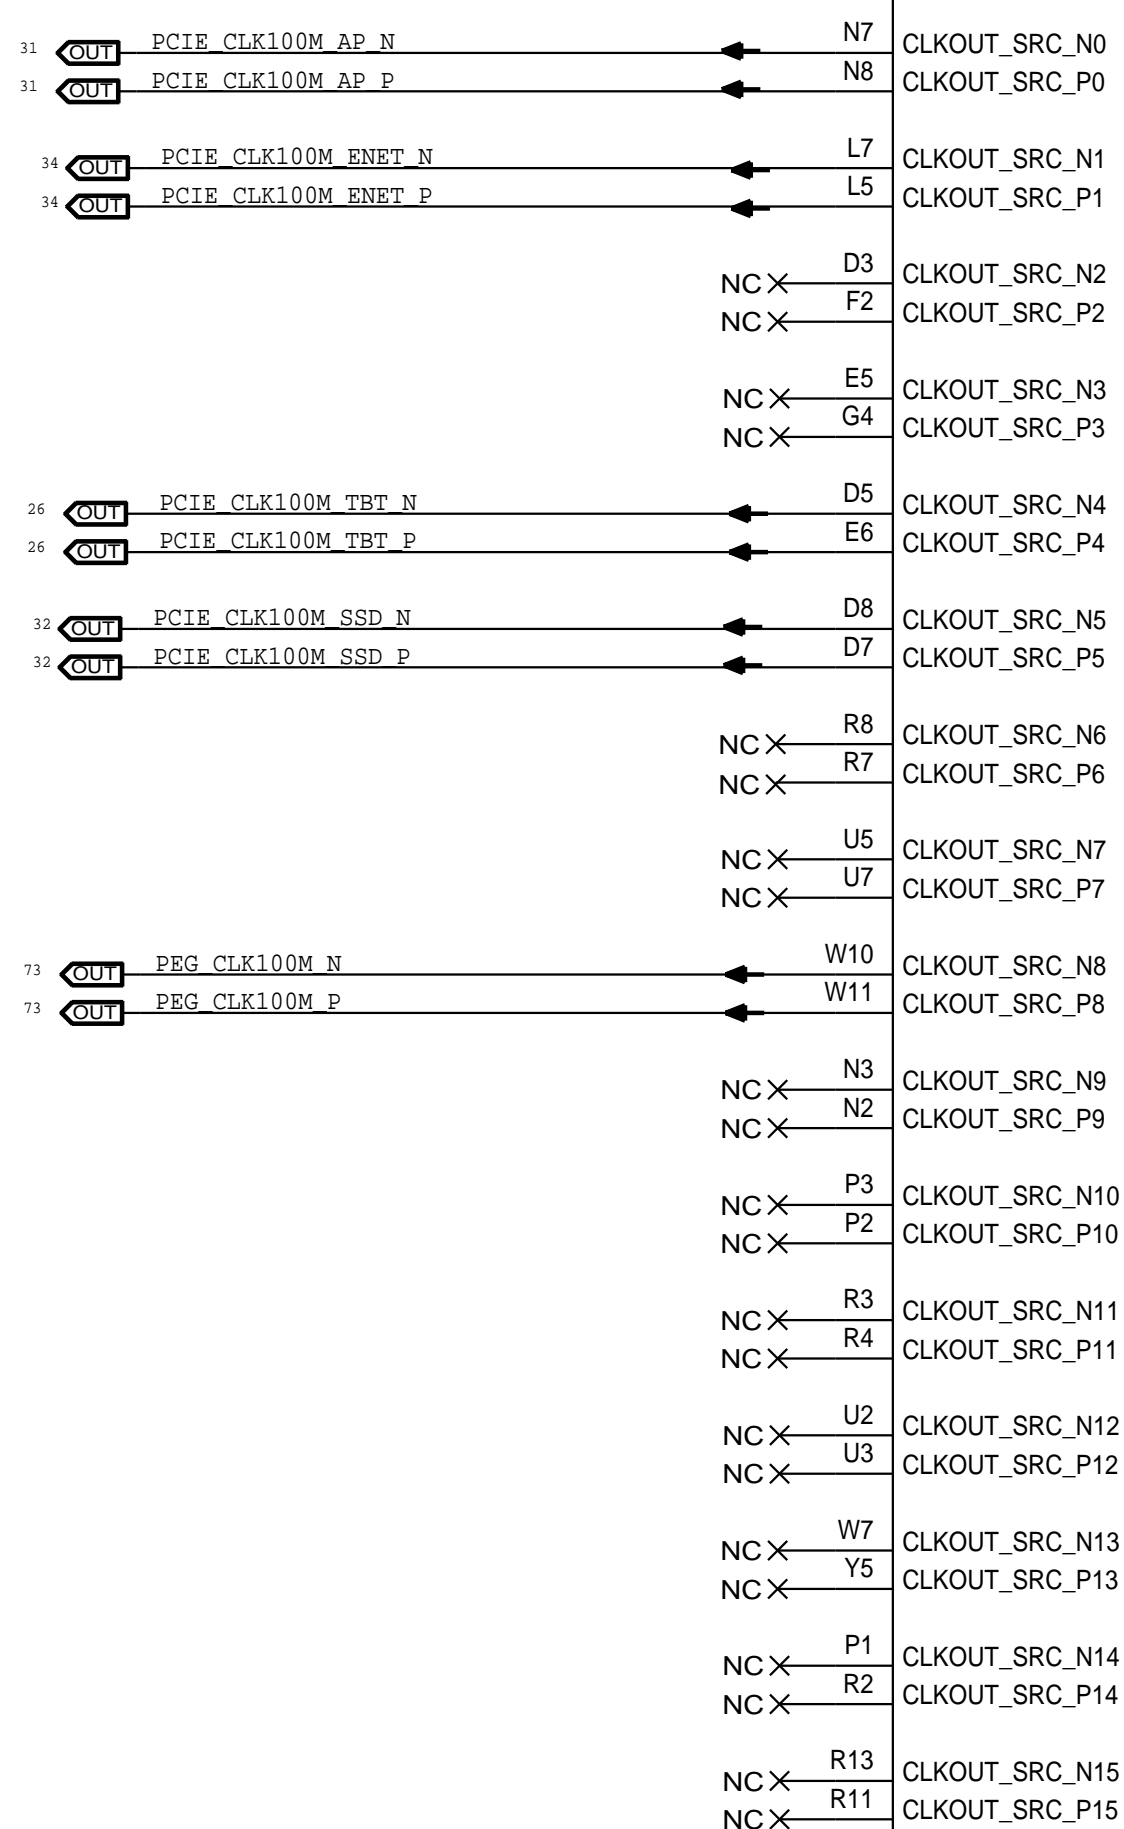 31 OUT PCIE_CLK100M_AP_N N7 CLKOUT_SRC_N0
31 OUT PCIE_CLK100M_AP_P N8 CLKOUT_SRC_P0
34 OUT PCIE_CLK100M_ENET_N L7 CLKOUT_SRC_N1
34 OUT PCIE_CLK100M_ENET_P L5 CLKOUT_SRC_P1
NC D3 CLKOUT_SRC_N2
NC F2 CLKOUT_SRC_P2
NC E5 CLKOUT_SRC_N3
NC G4 CLKOUT_SRC_P3
26 OUT PCIE_CLK100M_TBT_N D5 CLKOUT_SRC_N4
26 OUT PCIE_CLK100M_TBT_P E6 CLKOUT_SRC_P4
32 OUT PCIE_CLK100M_SSD_N D8 CLKOUT_SRC_N5
32 OUT PCIE_CLK100M_SSD_P D7 CLKOUT_SRC_P5
NC R8 CLKOUT_SRC_N6
NC R7 CLKOUT_SRC_P6
NC U5 CLKOUT_SRC_N7
NC U7 CLKOUT_SRC_P7
73 OUT PEG_CLK100M_N W10 CLKOUT_SRC_N8
73 OUT PEG_CLK100M_P W11 CLKOUT_SRC_P8
NC N3 CLKOUT_SRC_N9
NC N2 CLKOUT_SRC_P9
NC P3 CLKOUT_SRC_N10
NC P2 CLKOUT_SRC_P10
NC R3 CLKOUT_SRC_N11
NC R4 CLKOUT_SRC_P11
NC U2 CLKOUT_SRC_N12
NC U3 CLKOUT_SRC_P12
NC W7 CLKOUT_SRC_N13
NC Y5 CLKOUT_SRC_P13
NC P1 CLKOUT_SRC_N14
NC R2 CLKOUT_SRC_P14
NC R13 CLKOUT_SRC_N15
NC R11 CLKOUT_SRC_P15